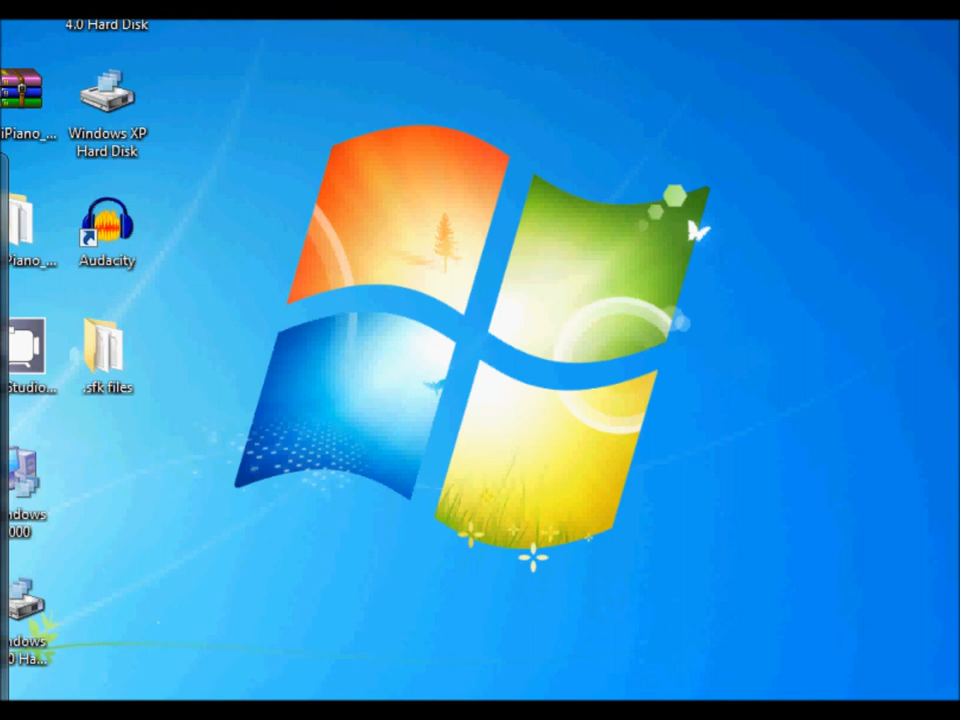 4.0 Hard Disk
iPiano_...
Windows XP
Hard Disk
Piano_...
Audacity
Studio...
.sfk files
ndows
000
ndows
0 Ha...